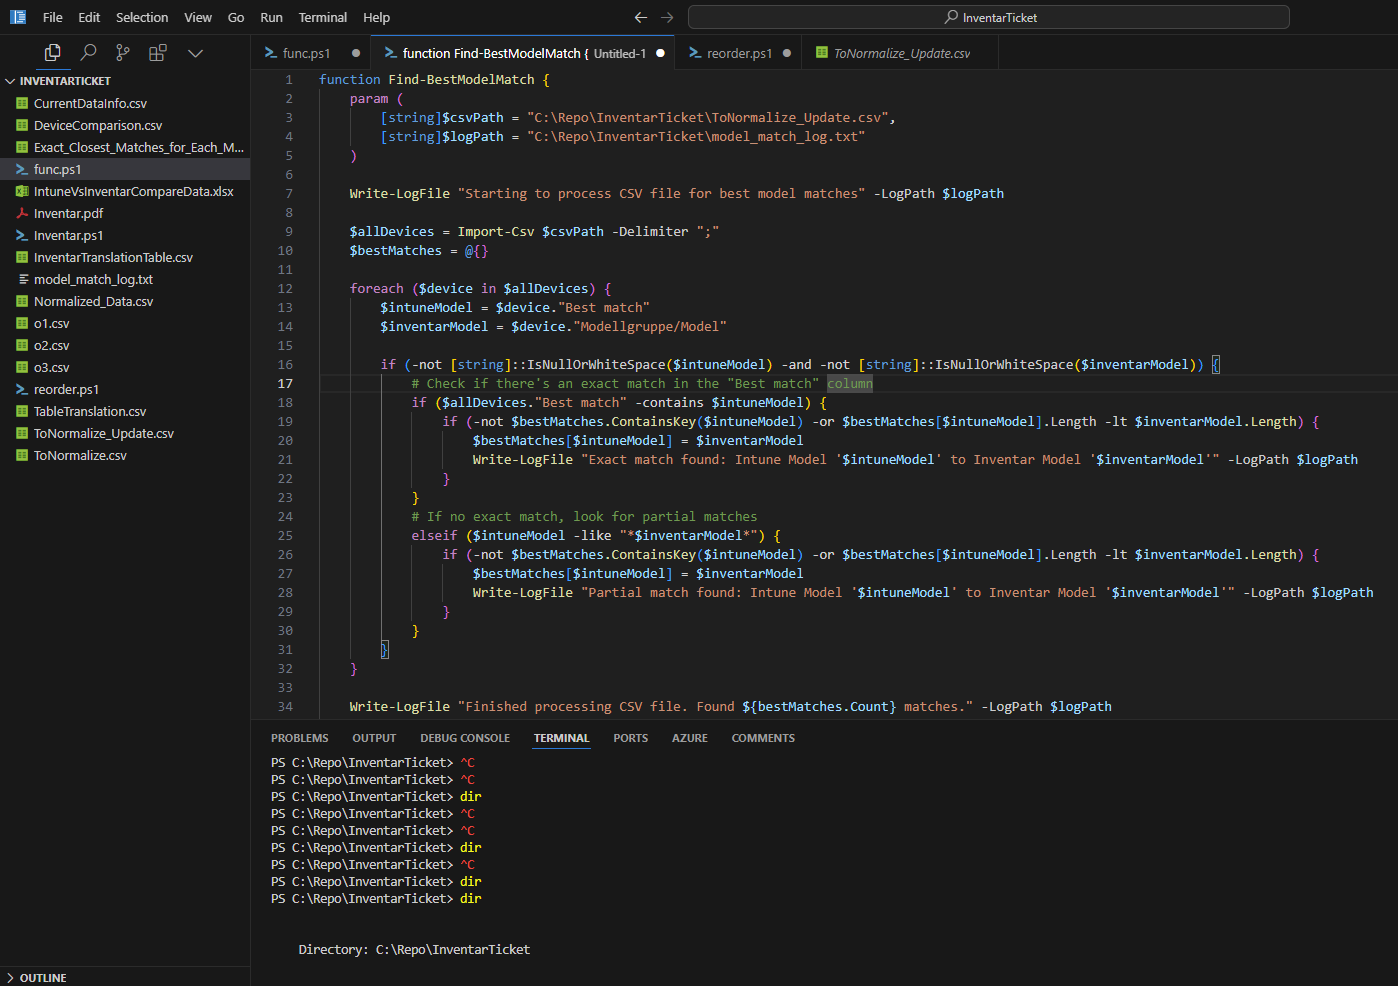 File Edit Selection View Go Run Terminal Help
InventarTicket
INVENTARTICKET
CurrentDataInfo.csv
DeviceComparison.csv
Exact_Closest_Matches_for_Each_M...
func.ps1
IntuneVsInventarCompareData.xlsx
Inventar.pdf
Inventar.ps1
InventarTranslationTable.csv
model_match_log.txt
Normalized_Data.csv
o1.csv
o2.csv
o3.csv
reorder.ps1
TableTranslation.csv
ToNormalize_Update.csv
ToNormalize.csv
OUTLINE
func.ps1
function Find-BestModelMatch { Untitled-1
reorder.ps1
ToNormalize_Update.csv
1 function Find-BestModelMatch {
2 param (
3 [string]$csvPath = "C:\Repo\InventarTicket\ToNormalize_Update.csv",
4 [string]$logPath = "C:\Repo\InventarTicket\model_match_log.txt"
5 )
6
7 Write-LogFile "Starting to process CSV file for best model matches" -LogPath $logPath
8
9 $allDevices = Import-Csv $csvPath -Delimiter ";"
10 $bestMatches = @{}
11
12 foreach ($device in $allDevices) {
13 $intuneModel = $device."Best match"
14 $inventarModel = $device."Modellgruppe/Model"
15
16 if (-not [string]::IsNullOrWhiteSpace($intuneModel) -and -not [string]::IsNullOrWhiteSpace($inventarModel)) {
17 # Check if there's an exact match in the "Best match" column
18 if ($allDevices."Best match" -contains $intuneModel) {
19 if (-not $bestMatches.ContainsKey($intuneModel) -or $bestMatches[$intuneModel].Length -lt $inventarModel.Length) {
20 $bestMatches[$intuneModel] = $inventarModel
21 Write-LogFile "Exact match found: Intune Model '$intuneModel' to Inventar Model '$inventarModel'" -LogPath $logPath
22 }
23 }
24 # If no exact match, look for partial matches
25 elseif ($intuneModel -like "*$inventarModel*") {
26 if (-not $bestMatches.ContainsKey($intuneModel) -or $bestMatches[$intuneModel].Length -lt $inventarModel.Length) {
27 $bestMatches[$intuneModel] = $inventarModel
28 Write-LogFile "Partial match found: Intune Model '$intuneModel' to Inventar Model '$inventarModel'" -LogPath $logPath
29 }
30 }
31 }
32 }
33
34 Write-LogFile "Finished processing CSV file. Found ${bestMatches.Count} matches." -LogPath $logPath
PROBLEMS OUTPUT DEBUG CONSOLE TERMINAL PORTS AZURE COMMENTS
PS C:\Repo\InventarTicket> ^C
PS C:\Repo\InventarTicket> ^C
PS C:\Repo\InventarTicket> dir
PS C:\Repo\InventarTicket> ^C
PS C:\Repo\InventarTicket> ^C
PS C:\Repo\InventarTicket> dir
PS C:\Repo\InventarTicket> ^C
PS C:\Repo\InventarTicket> dir
PS C:\Repo\InventarTicket> dir
Directory: C:\Repo\InventarTicket